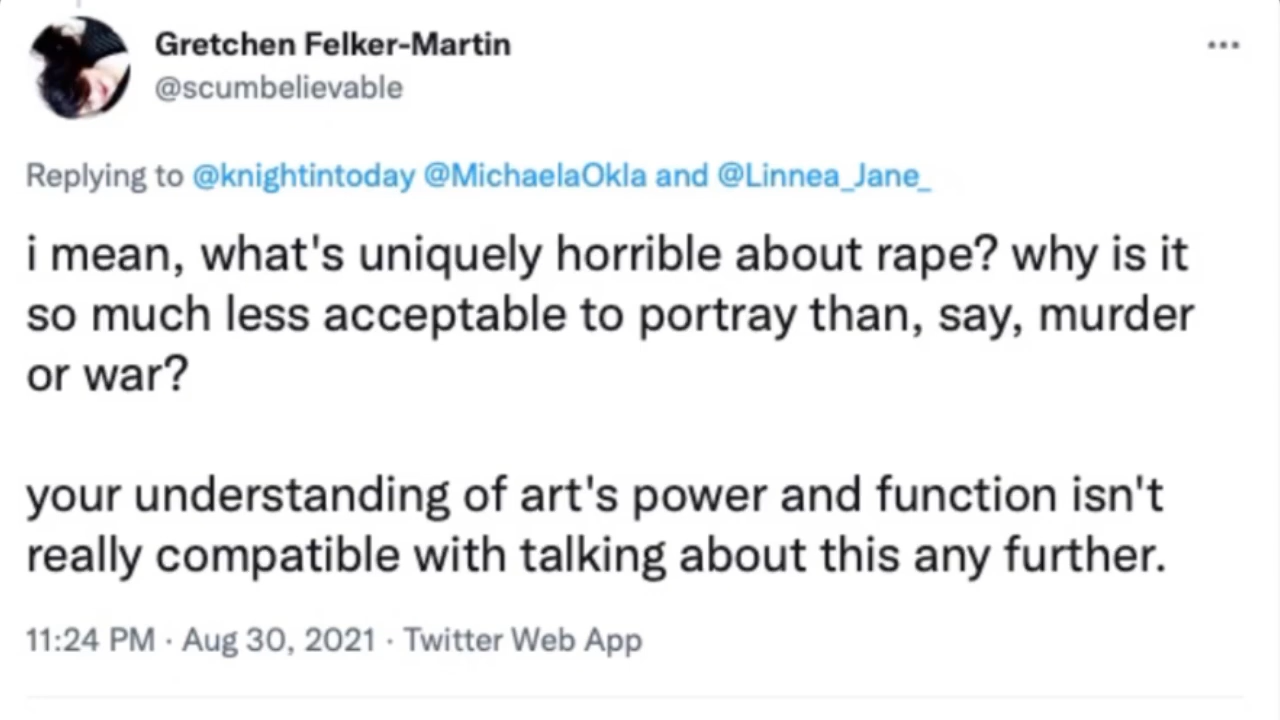 Gretchen Felker-Martin
@scumbelievable
Replying to @knightintoday @MichaelaOkla and @Linnea_Jane_
i mean, what's uniquely horrible about rape? why is it
so much less acceptable to portray than, say, murder
or war?
your understanding of art's power and function isn't
really compatible with talking about this any further.
11:24 PM · Aug 30, 2021 · Twitter Web App